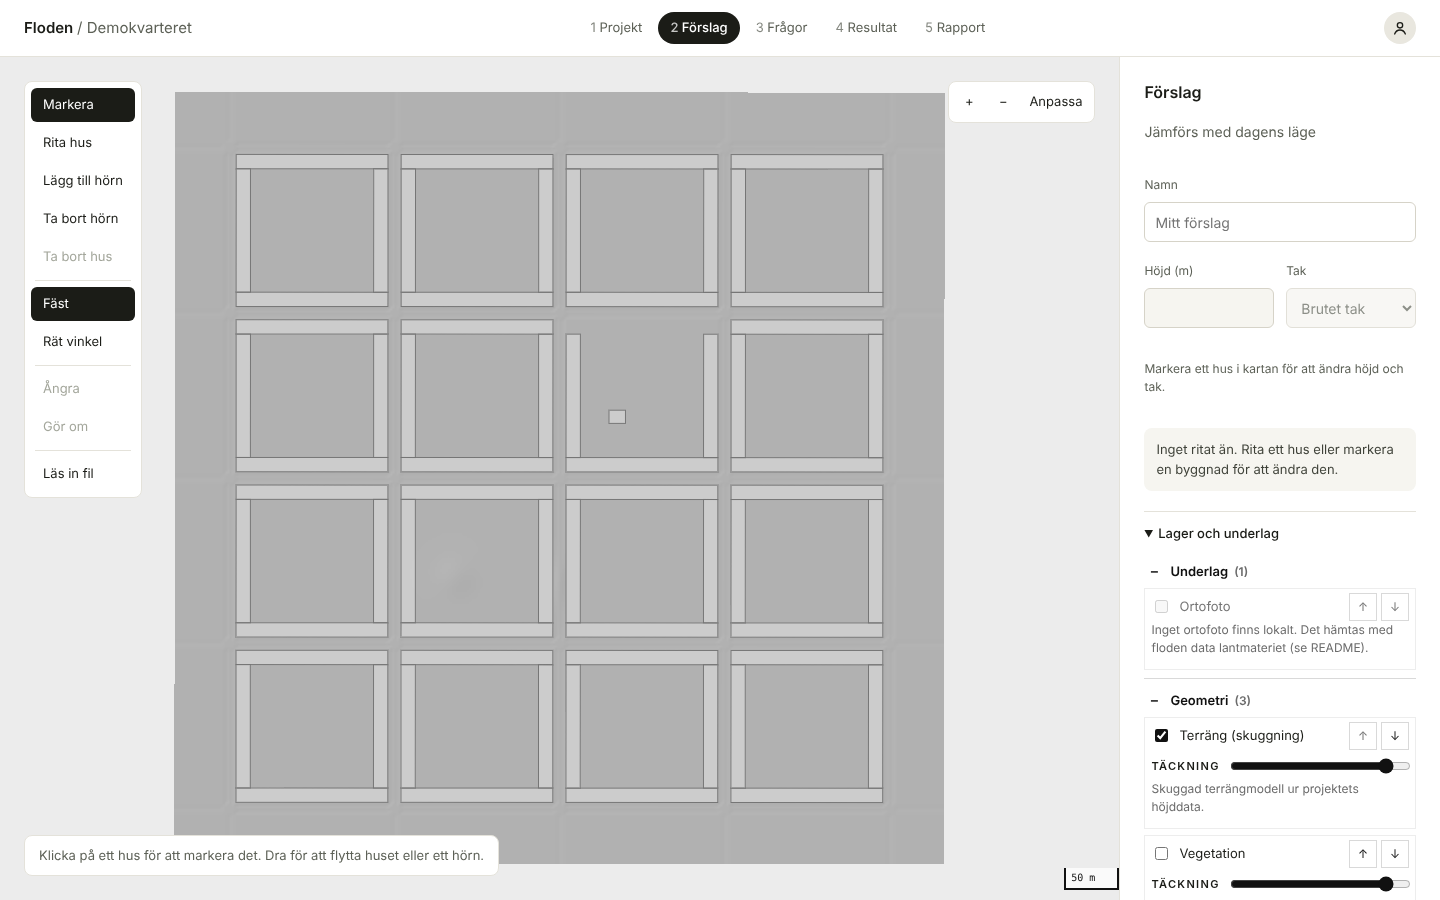 Floden / Demokvarteret
1 Projekt
2 Förslag
3 Frågor
4 Resultat
5 Rapport
Markera
Rita hus
Lägg till hörn
Ta bort hörn
Ta bort hus
Fäst
Rät vinkel
Ångra
Gör om
Läs in fil
+ − Anpassa
Klicka på ett hus för att markera det. Dra för att flytta huset eller ett hörn.
50 m
Förslag
Jämförs med dagens läge
Namn
Mitt förslag
Höjd (m)
Tak
Brutet tak
Markera ett hus i kartan för att ändra höjd och
tak.
Inget ritat än. Rita ett hus eller markera
en byggnad för att ändra den.
▼ Lager och underlag
− Underlag (1)
Ortofoto ↑ ↓
Inget ortofoto finns lokalt. Det hämtas med
floden data lantmateriet (se README).
− Geometri (3)
Terräng (skuggning) ↑ ↓
TÄCKNING
Skuggad terrängmodell ur projektets
höjddata.
Vegetation ↑ ↓
TÄCKNING